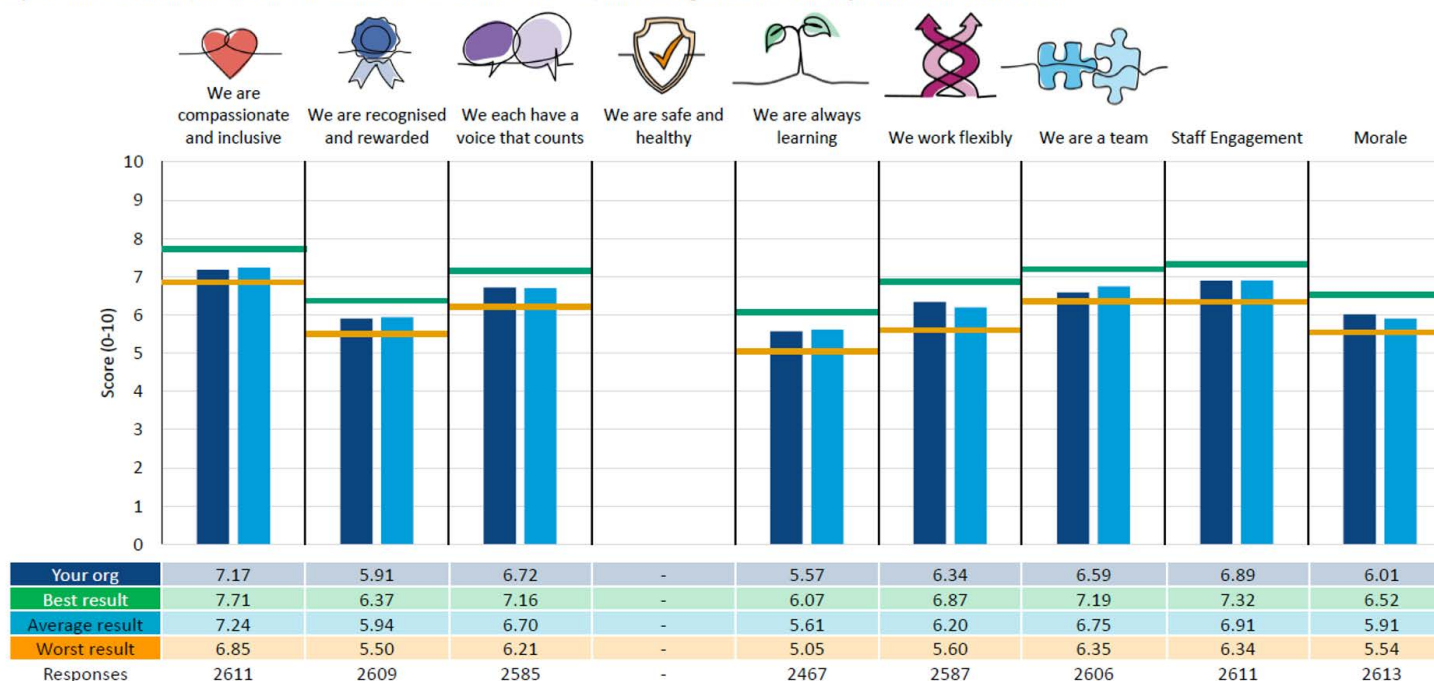 We are
compassionate
and inclusive
We are recognised
and rewarded
We each have a
voice that counts
We are safe and
healthy
We are always
learning
We work flexibly
We are a team
Staff Engagement
Morale
Score (0-10)
10
9
8
7
6
5
4
3
2
1
0
Your org 7.17 5.91 6.72 - 5.57 6.34 6.59 6.89 6.01
Best result 7.71 6.37 7.16 - 6.07 6.87 7.19 7.32 6.52
Average result 7.24 5.94 6.70 - 5.61 6.20 6.75 6.91 5.91
Worst result 6.85 5.50 6.21 - 5.05 5.60 6.35 6.34 5.54
Responses 2611 2609 2585 - 2467 2587 2606 2611 2613